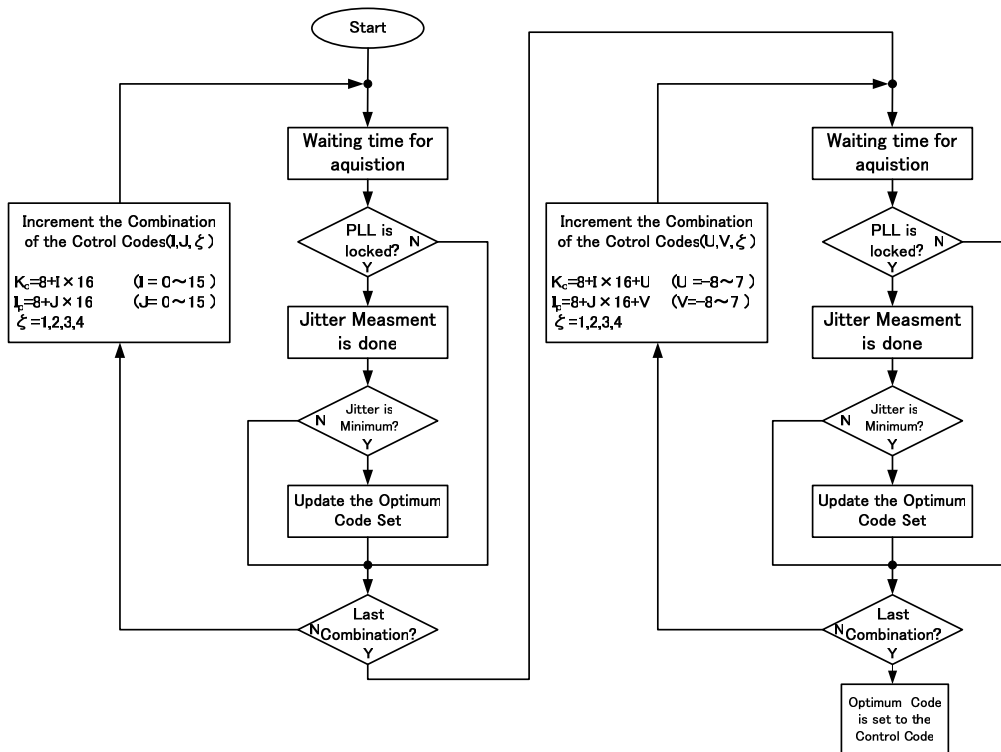 Start
Waiting time for
aquistion
PLL is
locked?
N
Y
Increment the Combination
of the Cotrol Codes(I,J, ζ )
Kc=8+I × 16 (I = 0～15 )
Ip=8+J × 16 (J= 0～15 )
ζ =1,2,3,4
Jitter Measment
is done
Jitter is
Minimum?
N
Y
Update the Optimum
Code Set
Last
Combination?
N
Y
Waiting time for
aquistion
PLL is
locked?
N
Y
Increment the Combination
of the Cotrol Codes(U,V, ζ )
Kc=8+I × 16+U (U =-8～7 )
Ip=8+J × 16+V (V=-8～7 )
ζ =1,2,3,4
Jitter Measment
is done
Jitter is
Minimum?
N
Y
Update the Optimum
Code Set
Last
Combination?
N
Y
Optimum Code
is set to the
Control Code